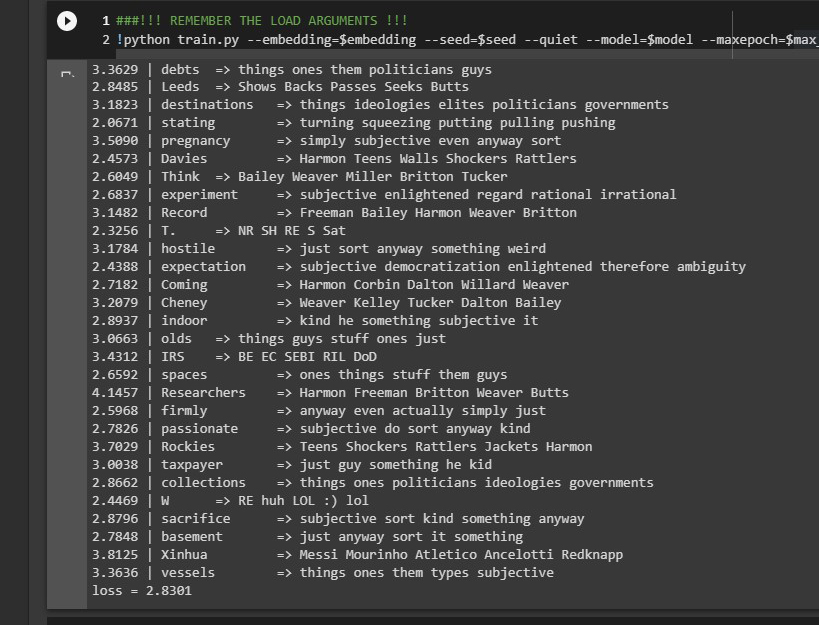 1 ###!!! REMEMBER THE LOAD ARGUMENTS !!!
2 !python train.py --embedding=$embedding --seed=$seed --quiet --model=$model --maxepoch=$max_
3.3629 | debts => things ones them politicians guys
2.8485 | Leeds => Shows Backs Passes Seeks Butts
3.1823 | destinations => things ideologies elites politicians governments
2.0671 | stating => turning squeezing putting pulling pushing
3.5090 | pregnancy => simply subjective even anyway sort
2.4573 | Davies => Harmon Teens Walls Shockers Rattlers
2.6049 | Think => Bailey Weaver Miller Britton Tucker
2.6837 | experiment => subjective enlightened regard rational irrational
3.1482 | Record => Freeman Bailey Harmon Weaver Britton
2.3256 | T. => NR SH RE S Sat
3.1784 | hostile => just sort anyway something weird
2.4388 | expectation => subjective democratization enlightened therefore ambiguity
2.7182 | Coming => Harmon Corbin Dalton Willard Weaver
3.2079 | Cheney => Weaver Kelley Tucker Dalton Bailey
2.8937 | indoor => kind he something subjective it
3.0663 | olds => things guys stuff ones just
3.4312 | IRS => BE EC SEBI RIL DoD
2.6592 | spaces => ones things stuff them guys
4.1457 | Researchers => Harmon Freeman Britton Weaver Butts
2.5968 | firmly => anyway even actually simply just
2.7826 | passionate => subjective do sort anyway kind
3.7029 | Rockies => Teens Shockers Rattlers Jackets Harmon
3.0038 | taxpayer => just guy something he kid
2.8662 | collections => things ones politicians ideologies governments
2.4469 | W => RE huh LOL :) lol
2.8796 | sacrifice => subjective sort kind something anyway
2.7848 | basement => just anyway sort it something
3.8125 | Xinhua => Messi Mourinho Atletico Ancelotti Redknapp
3.3636 | vessels => things ones them types subjective
loss = 2.8301